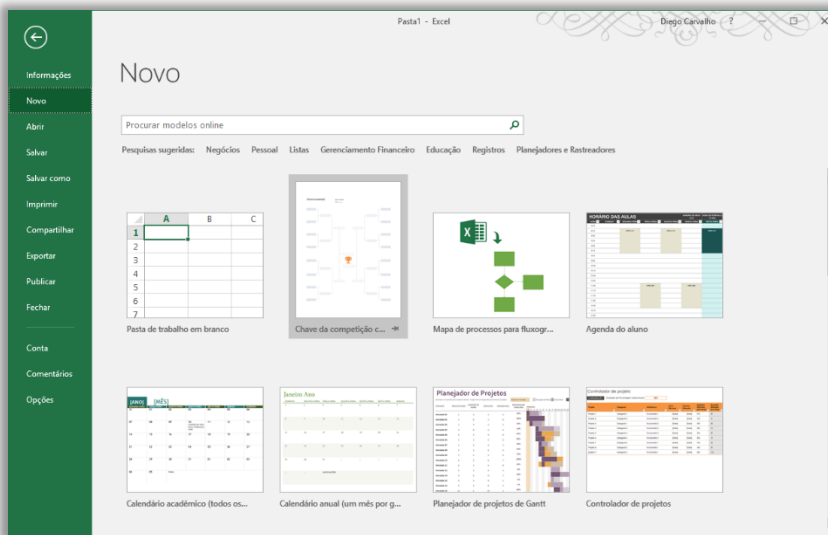 Pasta1 - Excel
Diego Carvalho
?
Informações
Novo
Abrir
Salvar
Salvar como
Imprimir
Compartilhar
Exportar
Publicar
Fechar
Conta
Comentários
Opções
Novo
Procurar modelos online
Pesquisas sugeridas: Negócios Pessoal Listas Gerenciamento Financeiro Educação Registros Planejadores e Rastreadores
A B C
1
2
3
4
5
6
7
Pasta de trabalho em branco
Chave da competição c...
Mapa de processos para fluxogr...
HORÁRIO DAS AULAS
Agenda do aluno
[ANO] [MÊS]
Calendário acadêmico (todos os...
Janeiro Ano
Calendário anual (um mês por g...
Planejador de Projetos
Planejador de projetos de Gantt
Controlador de projeto
Controlador de projetos